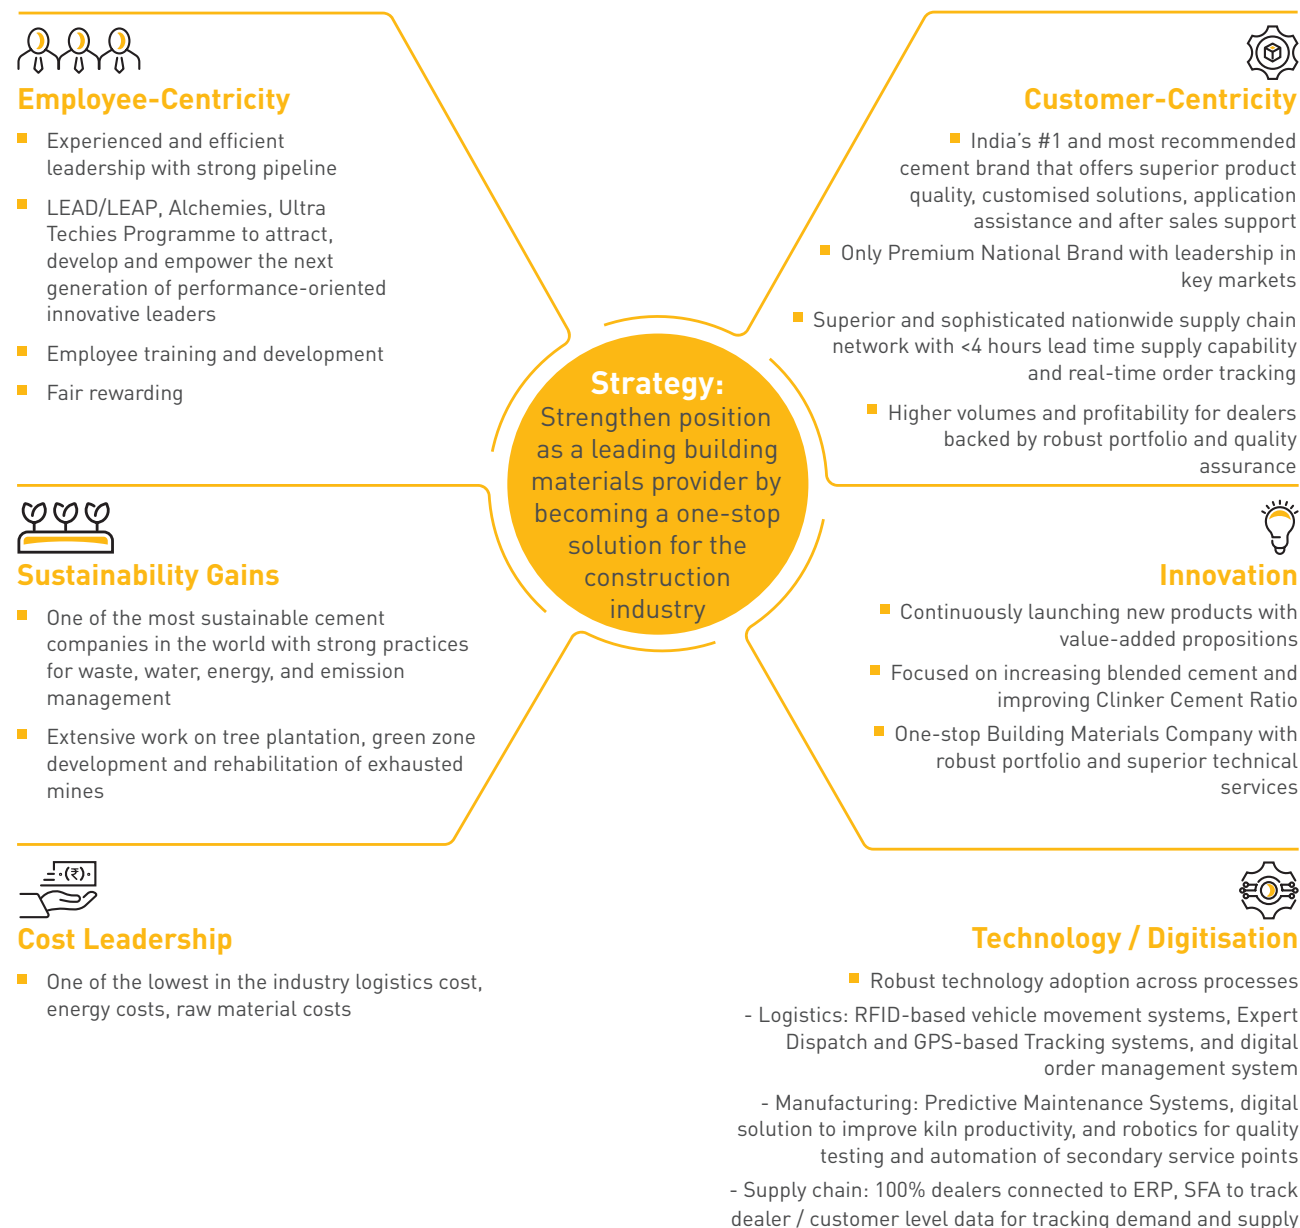 Employee-Centricity
Experienced and efficient
leadership with strong pipeline
LEAD/LEAP, Alchemies, Ultra
Techies Programme to attract,
develop and empower the next
generation of performance-oriented
innovative leaders
Employee training and development
Fair rewarding
Sustainability Gains
One of the most sustainable cement
companies in the world with strong practices
for waste, water, energy, and emission
management
Extensive work on tree plantation, green zone
development and rehabilitation of exhausted
mines
Cost Leadership
One of the lowest in the industry logistics cost,
energy costs, raw material costs
Strategy:
Strengthen position
as a leading building
materials provider by
becoming a one-stop
solution for the
construction
industry
Customer-Centricity
India's #1 and most recommended
cement brand that offers superior product
quality, customised solutions, application
assistance and after sales support
Only Premium National Brand with leadership in
key markets
Superior and sophisticated nationwide supply chain
network with <4 hours lead time supply capability
and real-time order tracking
Higher volumes and profitability for dealers
backed by robust portfolio and quality
assurance
Innovation
Continuously launching new products with
value-added propositions
Focused on increasing blended cement and
improving Clinker Cement Ratio
One-stop Building Materials Company with
robust portfolio and superior technical
services
Technology / Digitisation
Robust technology adoption across processes
- Logistics: RFID-based vehicle movement systems, Expert
Dispatch and GPS-based Tracking systems, and digital
order management system
- Manufacturing: Predictive Maintenance Systems, digital
solution to improve kiln productivity, and robotics for quality
testing and automation of secondary service points
- Supply chain: 100% dealers connected to ERP, SFA to track
dealer / customer level data for tracking demand and supply
(₹)